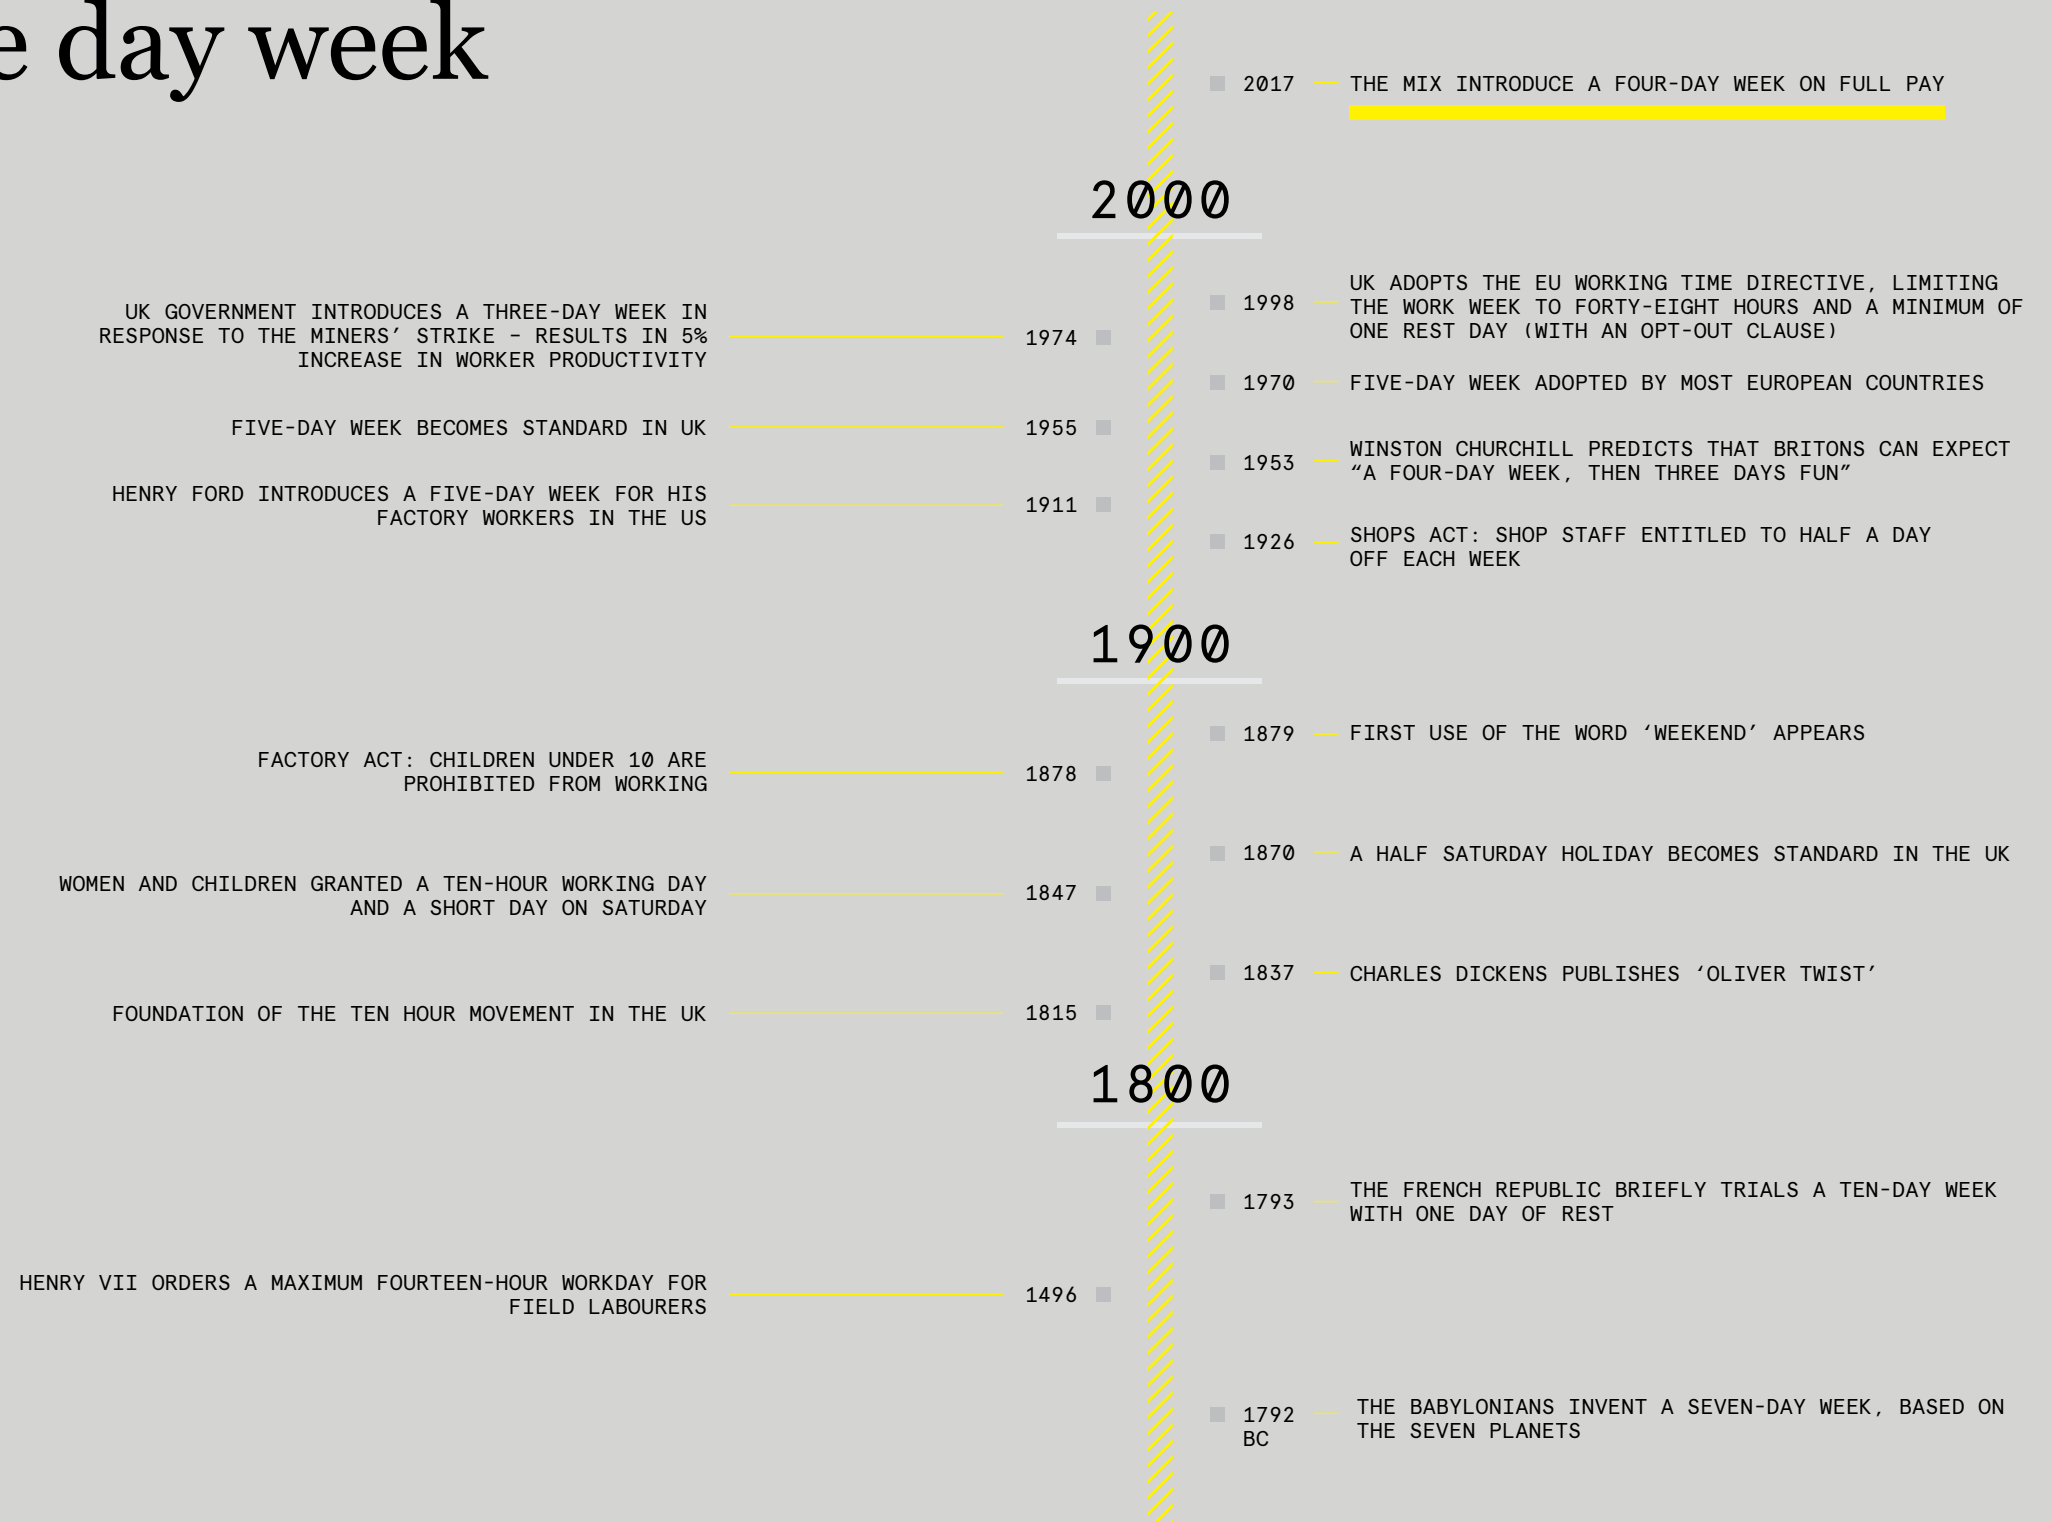 e day week
2017
THE MIX INTRODUCE A FOUR-DAY WEEK ON FULL PAY
2000
UK GOVERNMENT INTRODUCES A THREE-DAY WEEK IN
RESPONSE TO THE MINERS’ STRIKE – RESULTS IN 5%
INCREASE IN WORKER PRODUCTIVITY
1974
1998
UK ADOPTS THE EU WORKING TIME DIRECTIVE, LIMITING
THE WORK WEEK TO FORTY-EIGHT HOURS AND A MINIMUM OF
ONE REST DAY (WITH AN OPT-OUT CLAUSE)
1970
FIVE-DAY WEEK ADOPTED BY MOST EUROPEAN COUNTRIES
FIVE-DAY WEEK BECOMES STANDARD IN UK
1955
1953
WINSTON CHURCHILL PREDICTS THAT BRITONS CAN EXPECT
“A FOUR-DAY WEEK, THEN THREE DAYS FUN”
HENRY FORD INTRODUCES A FIVE-DAY WEEK FOR HIS
FACTORY WORKERS IN THE US
1911
1926
SHOPS ACT: SHOP STAFF ENTITLED TO HALF A DAY
OFF EACH WEEK
1900
1879
FIRST USE OF THE WORD ‘WEEKEND’ APPEARS
FACTORY ACT: CHILDREN UNDER 10 ARE
PROHIBITED FROM WORKING
1878
1870
A HALF SATURDAY HOLIDAY BECOMES STANDARD IN THE UK
WOMEN AND CHILDREN GRANTED A TEN-HOUR WORKING DAY
AND A SHORT DAY ON SATURDAY
1847
1837
CHARLES DICKENS PUBLISHES ‘OLIVER TWIST’
FOUNDATION OF THE TEN HOUR MOVEMENT IN THE UK
1815
1800
1793
THE FRENCH REPUBLIC BRIEFLY TRIALS A TEN-DAY WEEK
WITH ONE DAY OF REST
HENRY VII ORDERS A MAXIMUM FOURTEEN-HOUR WORKDAY FOR
FIELD LABOURERS
1496
1792
BC
THE BABYLONIANS INVENT A SEVEN-DAY WEEK, BASED ON
THE SEVEN PLANETS